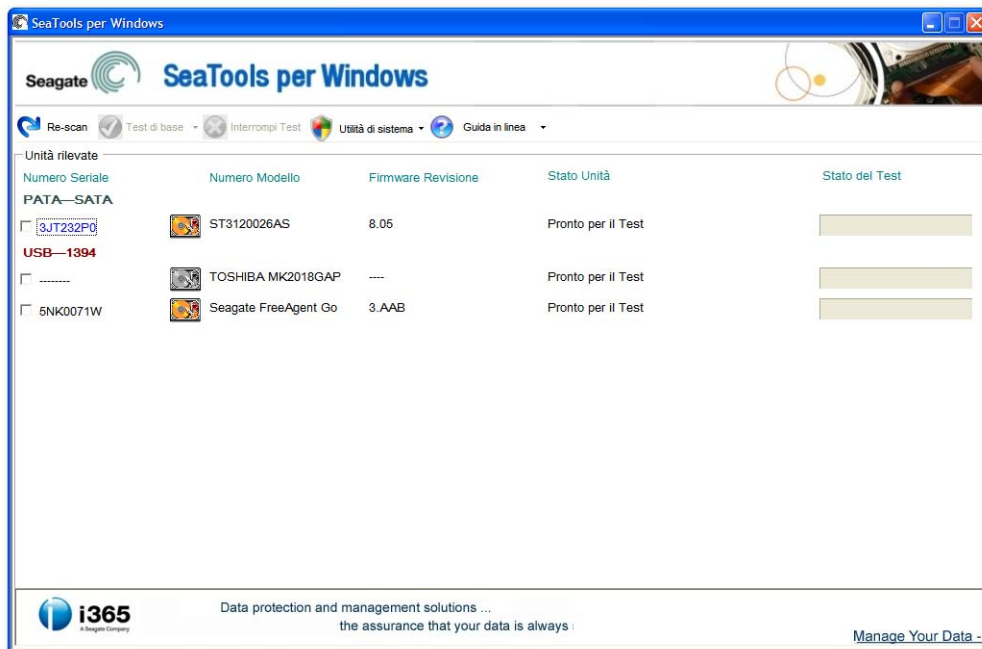 SeaTools per Windows
Seagate SeaTools per Windows
Re-scan Test di base Interrompi Test Utilità di sistema Guida in linea
Unità rilevate
Numero Seriale Numero Modello Firmware Revisione Stato Unità Stato del Test
PATA—SATA
3JT232P0 ST3120026AS 8.05 Pronto per il Test
USB—1394
-------- TOSHIBA MK2018GAP ---- Pronto per il Test
5NK0071W Seagate FreeAgent Go 3.AAB Pronto per il Test
i365 Data protection and management solutions ...
A Seagate Company the assurance that your data is always
Manage Your Data -